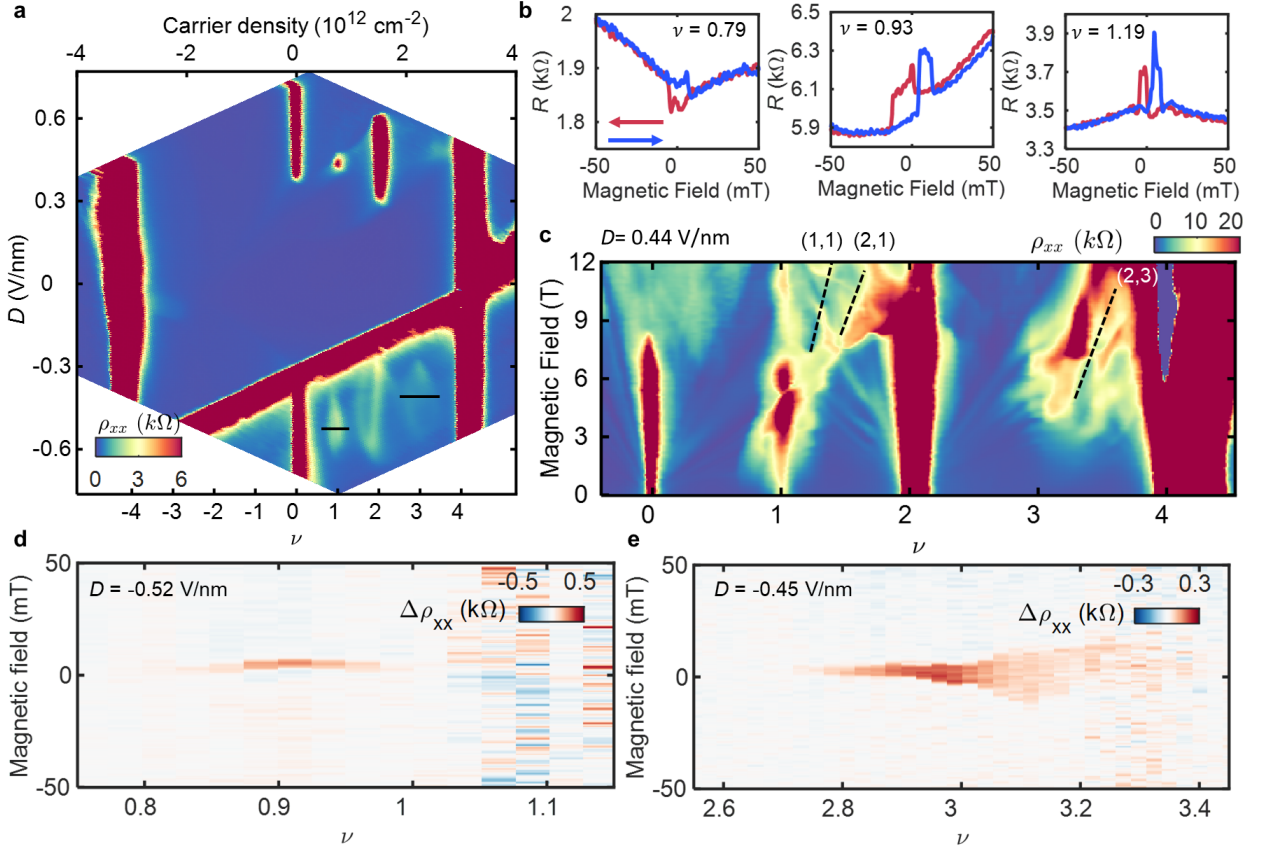 a
Carrier density (10¹² cm⁻²)
-4 -2 0 2 4
D (V/nm)
0.6
0.3
0
-0.3
-0.6
ρxx (kΩ)
0 3 6
-4 -3 -2 -1 0 1 2 3 4
ν
b
R (kΩ)
2
1.9
1.8
ν = 0.79
-50 0 50
Magnetic Field (mT)
R (kΩ)
6.5
6.3
6.1
5.9
ν = 0.93
-50 0 50
Magnetic Field (mT)
R (kΩ)
3.9
3.7
3.5
3.3
ν = 1.19
-50 0 50
Magnetic Field (mT)
c
D= 0.44 V/nm
(1,1) (2,1)
ρxx (kΩ)
0 10 20
(2,3)
Magnetic Field (T)
12
9
6
3
0
0 1 2 3 4
ν
d
D = -0.52 V/nm
-0.5 0.5
Δρxx (kΩ)
Magnetic field (mT)
50
0
-50
0.8 0.9 1 1.1
ν
e
D = -0.45 V/nm
-0.3 0.3
Δρxx (kΩ)
Magnetic field (mT)
50
0
-50
2.6 2.8 3 3.2 3.4
ν